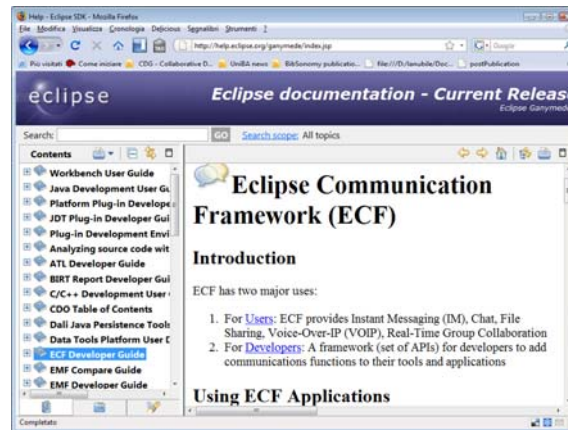 Help - Eclipse SDK - Mozilla Firefox
File Modifica Visualizza Cronologia Delicious Segnalibri Strumenti ?
http://help.eclipse.org/ganymede/index.jsp
Google
Più visitati Come iniziare CDG - Collaborative D... UniBA news BibSonomy publicatio... file:///D:/lanubile/Doc... postPublication
eclipse
Eclipse documentation - Current Release
Eclipse Ganymede
Search: GO Search scope: All topics
Contents
Workbench User Guide
Java Development User Gu
Platform Plug-in Develope
JDT Plug-in Developer Gui
Plug-in Development Envi
Analyzing source code wit
ATL Developer Guide
BIRT Report Developer Gui
C/C++ Development User
CDO Table of Contents
Dali Java Persistence Tools
Data Tools Platform User D
ECF Developer Guide
EMF Compare Guide
EMF Developer Guide
Eclipse Communication
Framework (ECF)
Introduction
ECF has two major uses:
1. For Users: ECF provides Instant Messaging (IM), Chat, File
Sharing, Voice-Over-IP (VOIP), Real-Time Group Collaboration
2. For Developers: A framework (set of APIs) for developers to add
communications functions to their tools and applications
Using ECF Applications
Completato